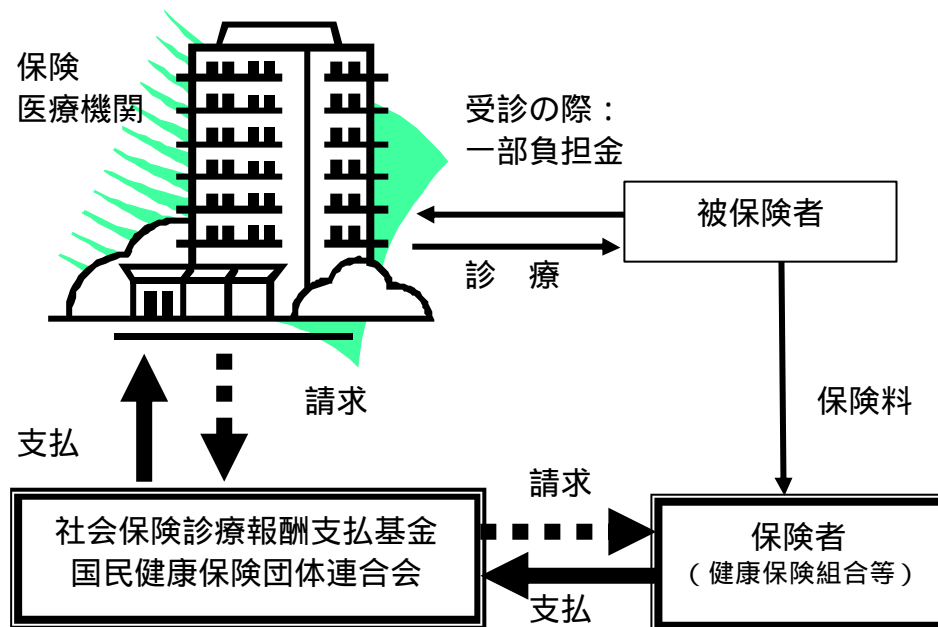 保険
医療機関
受診の際：
一部負担金
被保険者
診　療
請求
保険料
支払
請求
社会保険診療報酬支払基金
国民健康保険団体連合会
保険者
（健康保険組合等）
支払